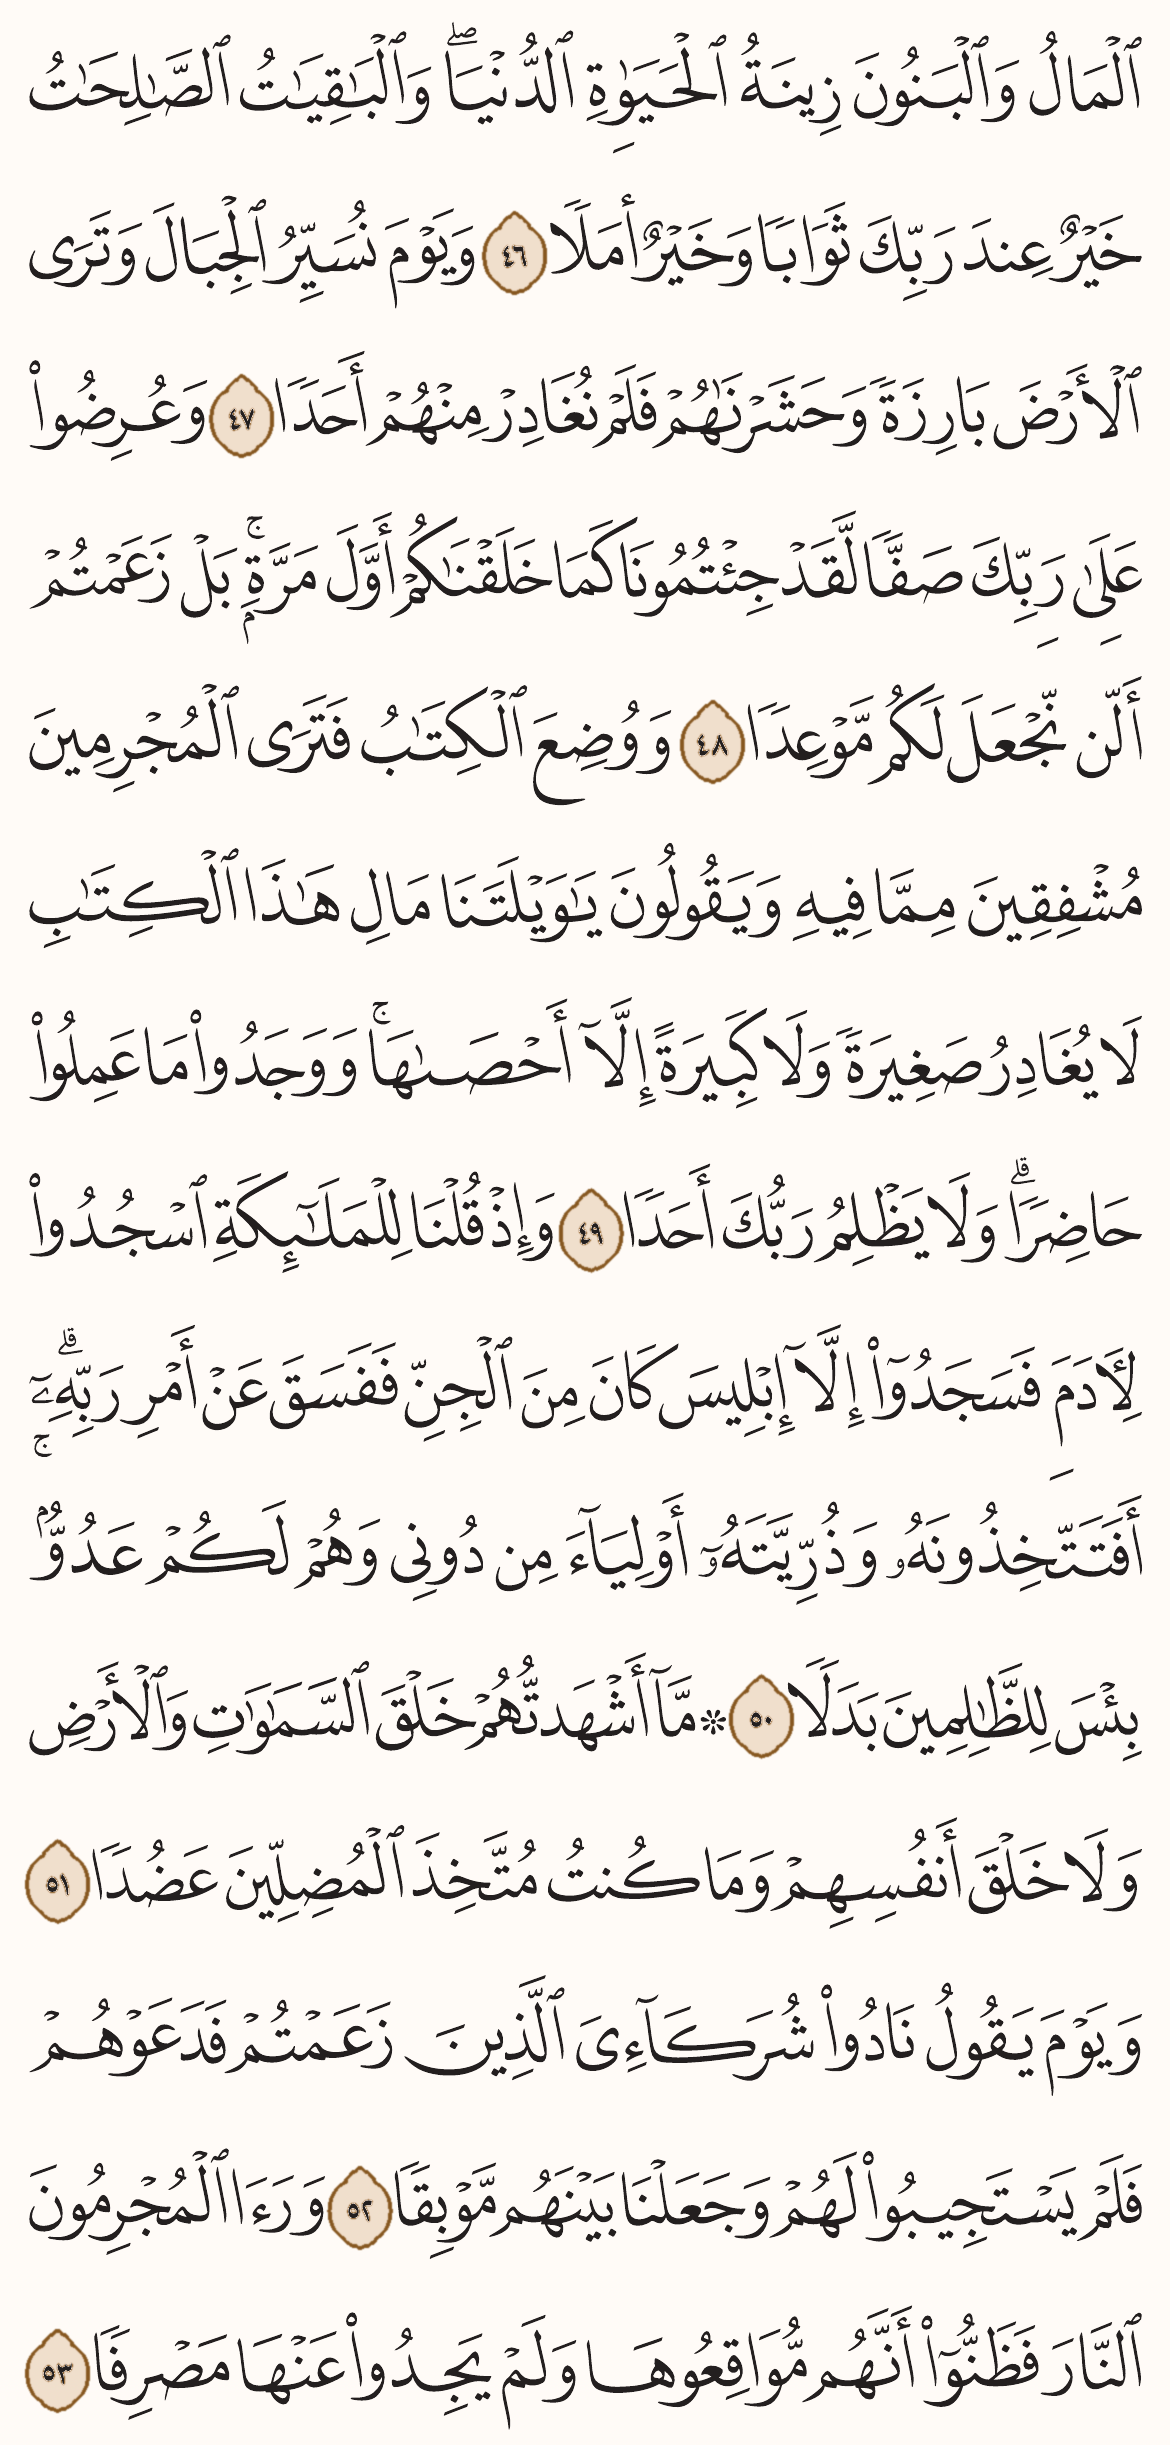 ٱلْمَالُ وَٱلْبَنُونَ زِينَةُ ٱلْحَيَوٰةِ ٱلدُّنْيَاۖ وَٱلْبَٰقِيَٰتُ ٱلصَّٰلِحَٰتُ
خَيْرٌ عِندَ رَبِّكَ ثَوَابًا وَخَيْرٌ أَمَلًا ٤٦ وَيَوْمَ نُسَيِّرُ ٱلْجِبَالَ وَتَرَى
ٱلْأَرْضَ بَارِزَةً وَحَشَرْنَٰهُمْ فَلَمْ نُغَادِرْ مِنْهُمْ أَحَدًا ٤٧ وَعُرِضُوا۟
عَلَىٰ رَبِّكَ صَفًّا لَّقَدْ جِئْتُمُونَا كَمَا خَلَقْنَٰكُمْ أَوَّلَ مَرَّةٍۭۚ بَلْ زَعَمْتُمْ
أَلَّن نَّجْعَلَ لَكُم مَّوْعِدًا ٤٨ وَوُضِعَ ٱلْكِتَٰبُ فَتَرَى ٱلْمُجْرِمِينَ
مُشْفِقِينَ مِمَّا فِيهِ وَيَقُولُونَ يَٰوَيْلَتَنَا مَالِ هَٰذَا ٱلْكِتَٰبِ
لَا يُغَادِرُ صَغِيرَةً وَلَا كَبِيرَةً إِلَّآ أَحْصَىٰهَاۚ وَوَجَدُوا۟ مَا عَمِلُوا۟
حَاضِرًاۗ وَلَا يَظْلِمُ رَبُّكَ أَحَدًا ٤٩ وَإِذْ قُلْنَا لِلْمَلَٰٓئِكَةِ ٱسْجُدُوا۟
لِءَادَمَ فَسَجَدُوٓا۟ إِلَّآ إِبْلِيسَ كَانَ مِنَ ٱلْجِنِّ فَفَسَقَ عَنْ أَمْرِ رَبِّهِۦٓۗ
أَفَتَتَّخِذُونَهُۥ وَذُرِّيَّتَهُۥٓ أَوْلِيَآءَ مِن دُونِى وَهُمْ لَكُمْ عَدُوٌّۢۚ
بِئْسَ لِلظَّٰلِمِينَ بَدَلًا ٥٠ ۞ مَّآ أَشْهَدتُّهُمْ خَلْقَ ٱلسَّمَٰوَٰتِ وَٱلْأَرْضِ
وَلَا خَلْقَ أَنفُسِهِمْ وَمَا كُنتُ مُتَّخِذَ ٱلْمُضِلِّينَ عَضُدًا ٥١
وَيَوْمَ يَقُولُ نَادُوا۟ شُرَكَآءِىَ ٱلَّذِينَ زَعَمْتُمْ فَدَعَوْهُمْ
فَلَمْ يَسْتَجِيبُوا۟ لَهُمْ وَجَعَلْنَا بَيْنَهُم مَّوْبِقًا ٥٢ وَرَءَا ٱلْمُجْرِمُونَ
ٱلنَّارَ فَظَنُّوٓا۟ أَنَّهُم مُّوَاقِعُوهَا وَلَمْ يَجِدُوا۟ عَنْهَا مَصْرِفًا ٥٣